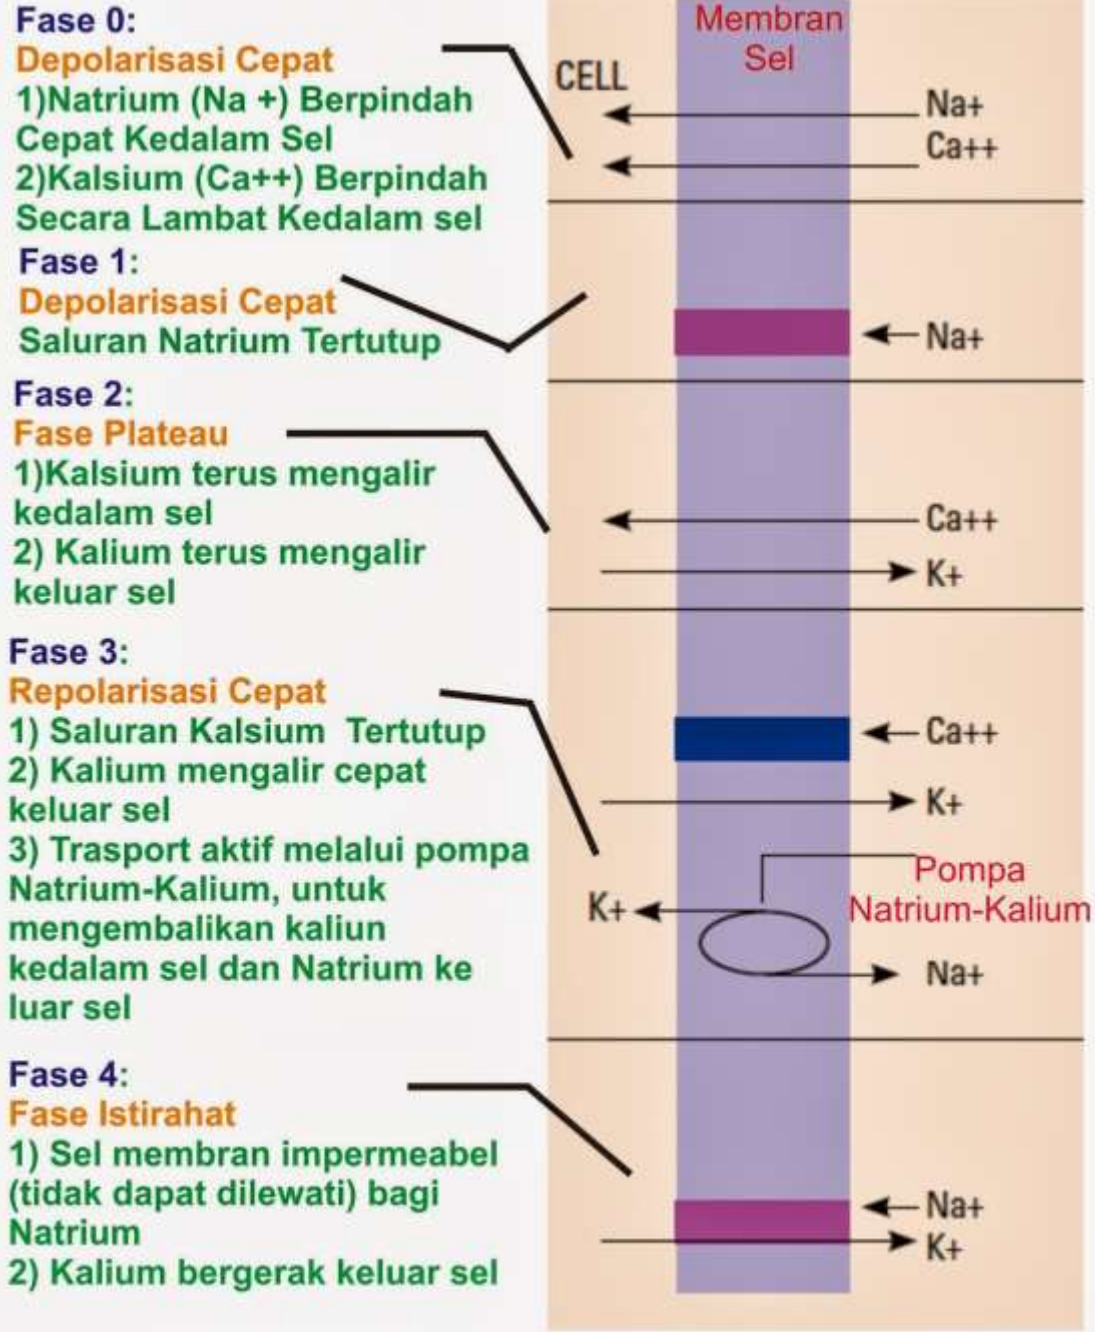 Fase 0:
Depolarisasi Cepat
1)Natrium (Na +) Berpindah
Cepat Kedalam Sel
2)Kalsium (Ca++) Berpindah
Secara Lambat Kedalam sel
Fase 1:
Depolarisasi Cepat
Saluran Natrium Tertutup
Fase 2:
Fase Plateau
1)Kalsium terus mengalir
kedalam sel
2) Kalium terus mengalir
keluar sel
Fase 3:
Repolarisasi Cepat
1) Saluran Kalsium Tertutup
2) Kalium mengalir cepat
keluar sel
3) Trasport aktif melalui pompa
Natrium-Kalium, untuk
mengembalikan kaliun
kedalam sel dan Natrium ke
luar sel
Fase 4:
Fase Istirahat
1) Sel membran impermeabel
(tidak dapat dilewati) bagi
Natrium
2) Kalium bergerak keluar sel
Membran
Sel
CELL
Na+
Ca++
Na+
Ca++
K+
Ca++
K+
Pompa
Natrium-Kalium
K+
Na+
Na+
K+